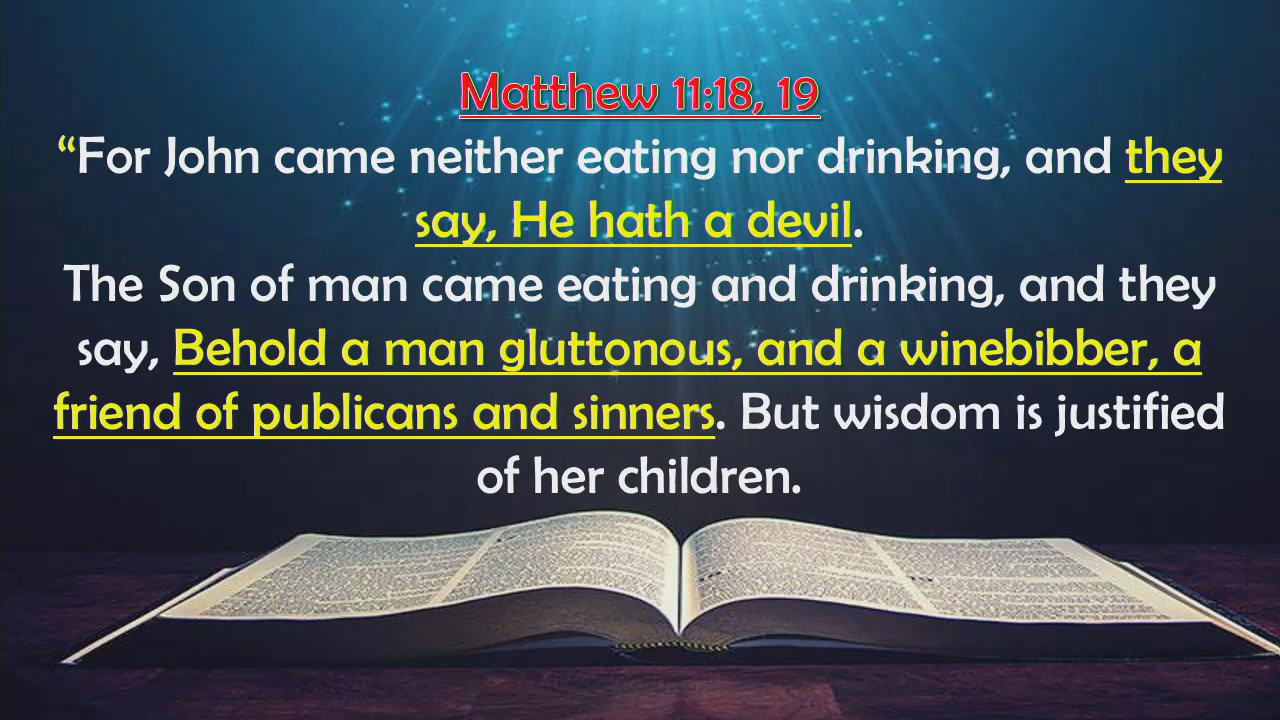 Matthew 11:18, 19
“For John came neither eating nor drinking, and they
say, He hath a devil.
The Son of man came eating and drinking, and they
say, Behold a man gluttonous, and a winebibber, a
friend of publicans and sinners. But wisdom is justified
of her children.